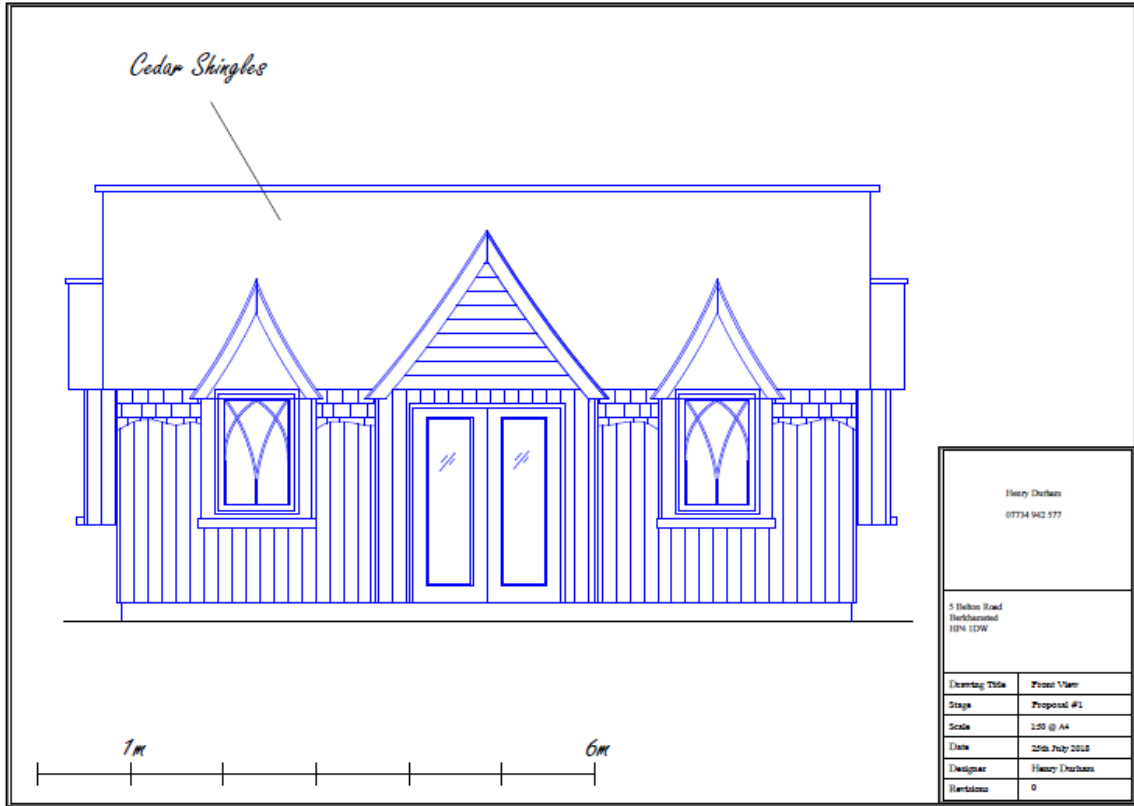 Cedar Shingles
1m
6m
Henry Durham
07734 942 577
5 Belton Road
Berkhamsted
HP4 1DW
Drawing Title Front View
Stage Proposal #1
Scale 1:50 @ A4
Date 25th July 2018
Designer Henry Durham
Revisions 0